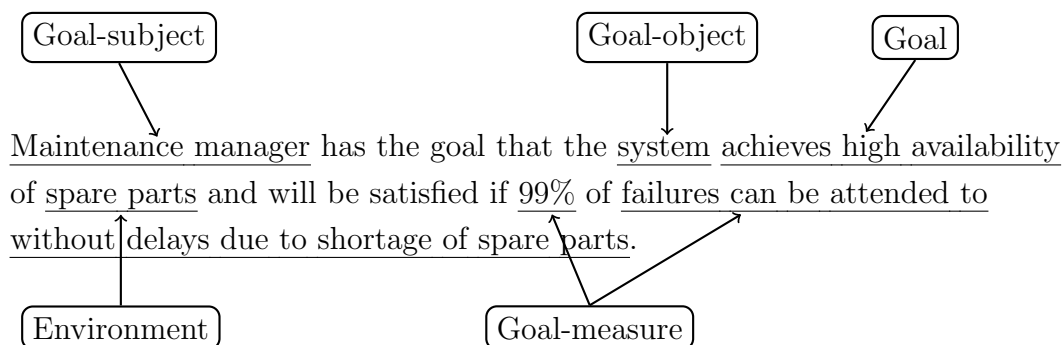 Goal-subject Goal-object Goal
Maintenance manager has the goal that the system achieves high availability
of spare parts and will be satisfied if 99% of failures can be attended to
without delays due to shortage of spare parts.
Environment Goal-measure